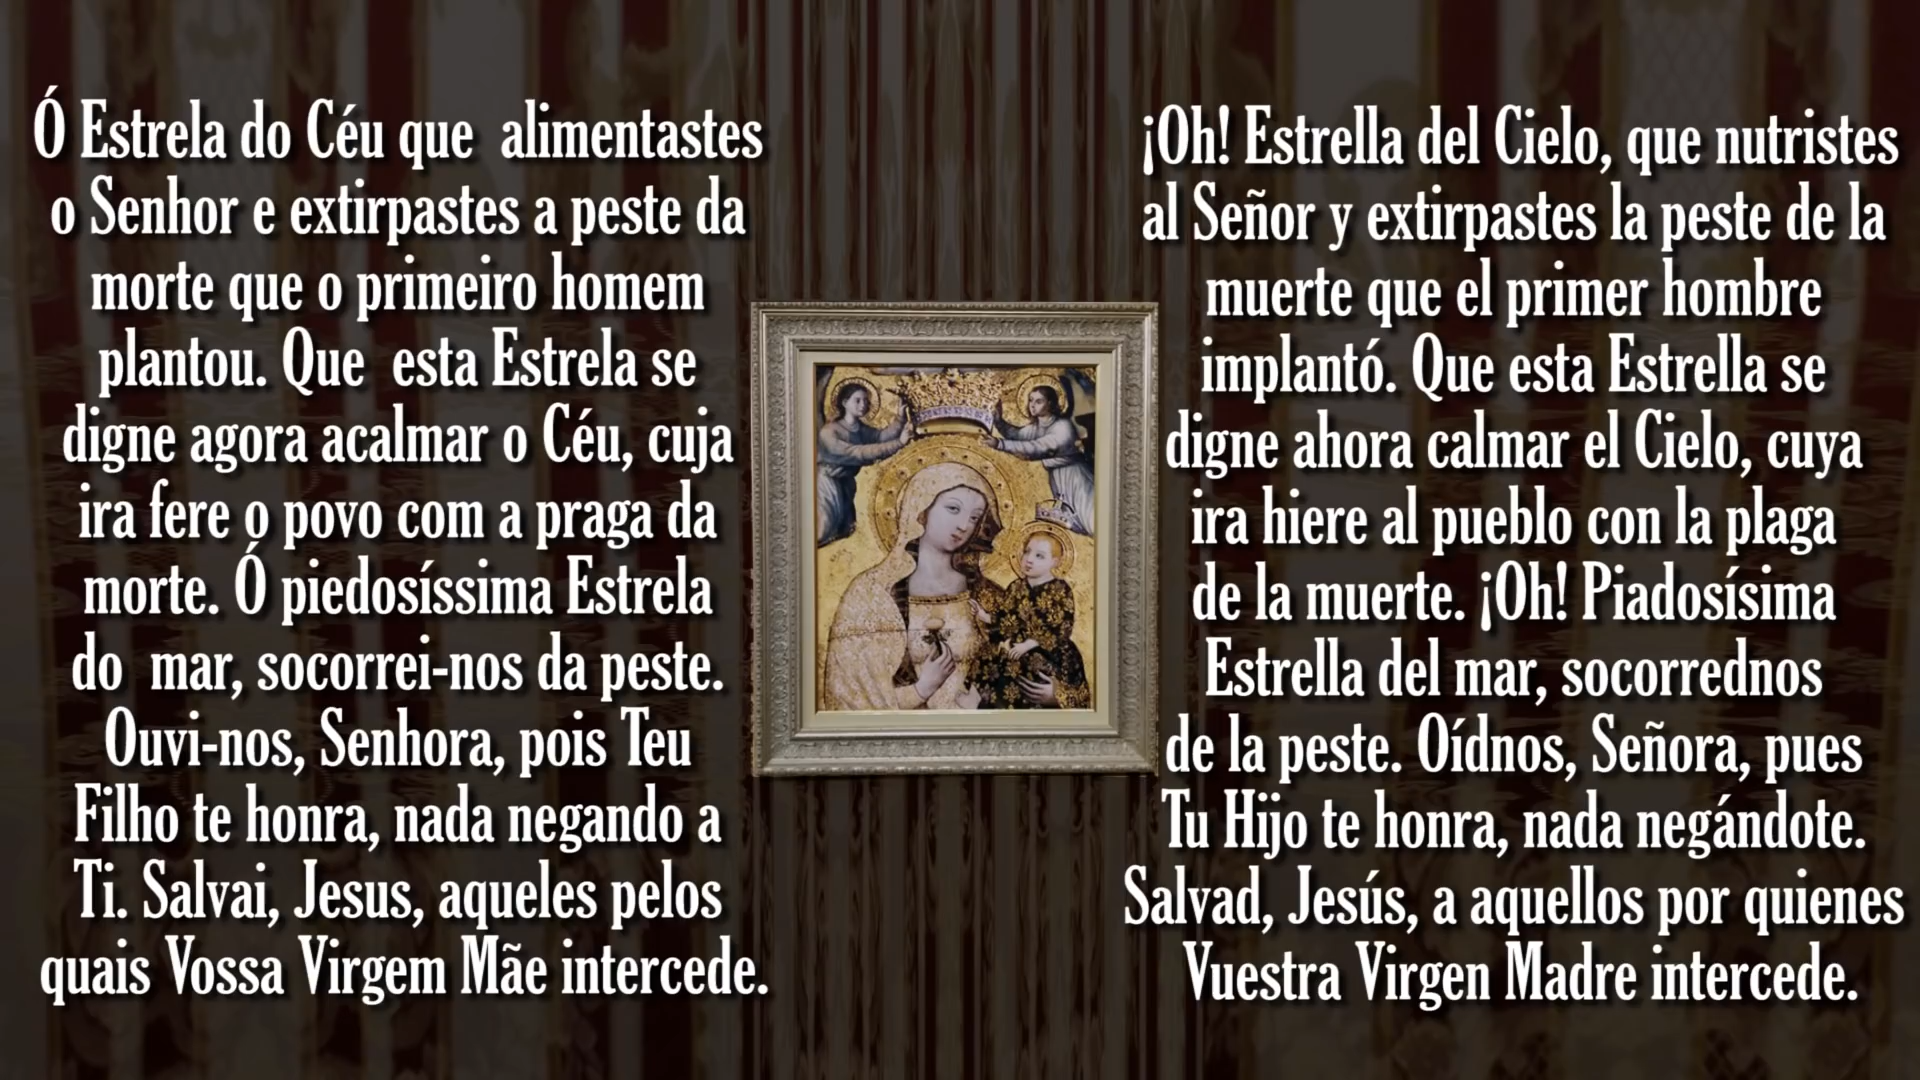 Ó Estrela do Céu que alimentastes
o Senhor e extirpastes a peste da
morte que o primeiro homem
plantou. Que esta Estrela se
digne agora acalmar o Céu, cuja
ira fere o povo com a praga da
morte. Ó piedosíssima Estrela
do mar, socorrei-nos da peste.
Ouvi-nos, Senhora, pois Teu
Filho te honra, nada negando a
Ti. Salvai, Jesus, aqueles pelos
quais Vossa Virgem Mãe intercede.
¡Oh! Estrella del Cielo, que nutristes
al Señor y extirpastes la peste de la
muerte que el primer hombre
implantó. Que esta Estrella se
digne ahora calmar el Cielo, cuya
ira hiere al pueblo con la plaga
de la muerte. ¡Oh! Piadosísima
Estrella del mar, socorrednos
de la peste. Oídnos, Señora, pues
Tu Hijo te honra, nada negándote.
Salvad, Jesús, a aquellos por quienes
Vuestra Virgen Madre intercede.